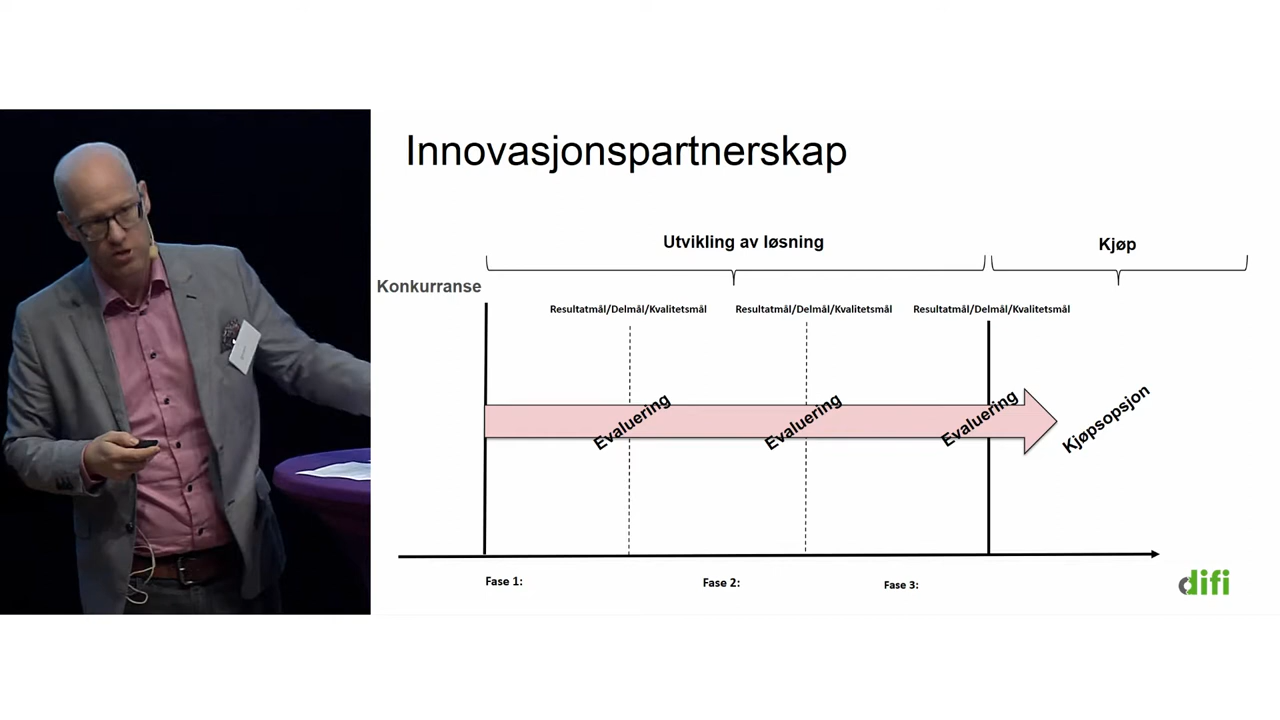 Innovasjonspartnerskap
Utvikling av løsning
Kjøp
Konkurranse
Resultatmål/Delmål/Kvalitetsmål
Resultatmål/Delmål/Kvalitetsmål
Resultatmål/Delmål/Kvalitetsmål
Evaluering
Evaluering
Evaluering
Kjøpsopsjon
Fase 1:
Fase 2:
Fase 3:
difi